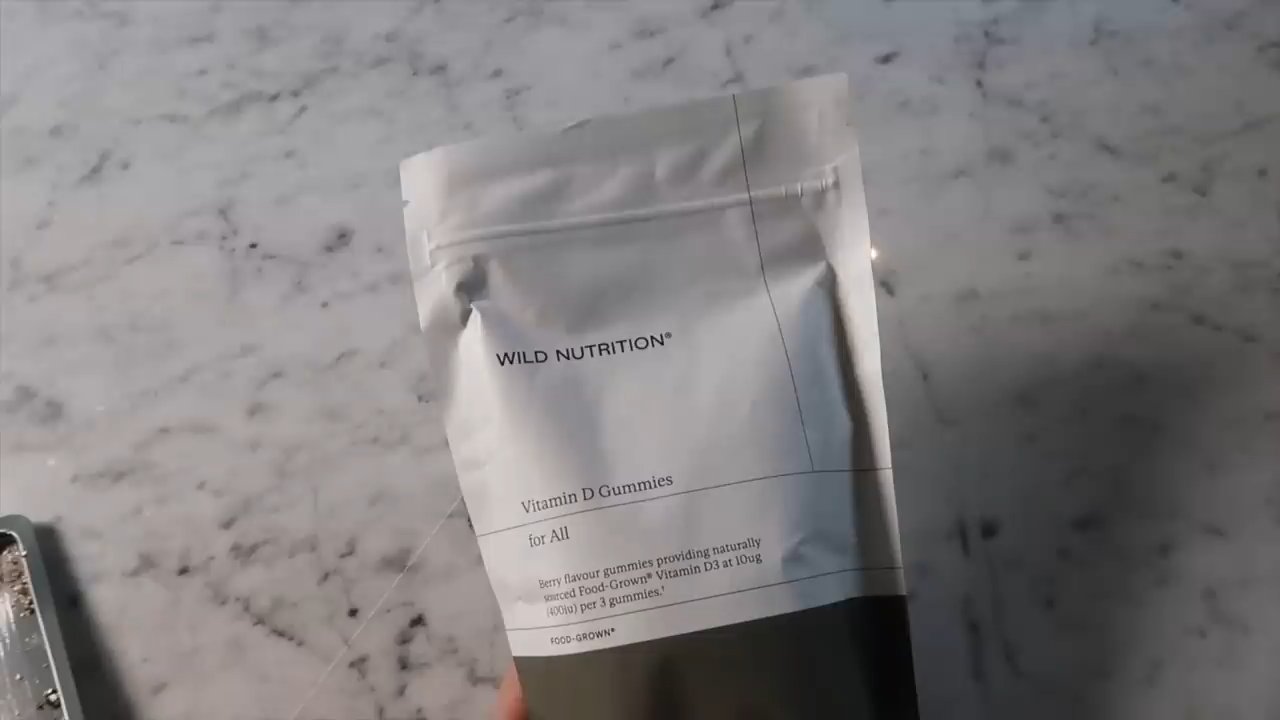 WILD NUTRITION®
Vitamin D Gummies
for All
Berry flavour gummies providing naturally
sourced Food-Grown® Vitamin D3 at 10ug
(400iu) per 3 gummies.†
FOOD-GROWN®